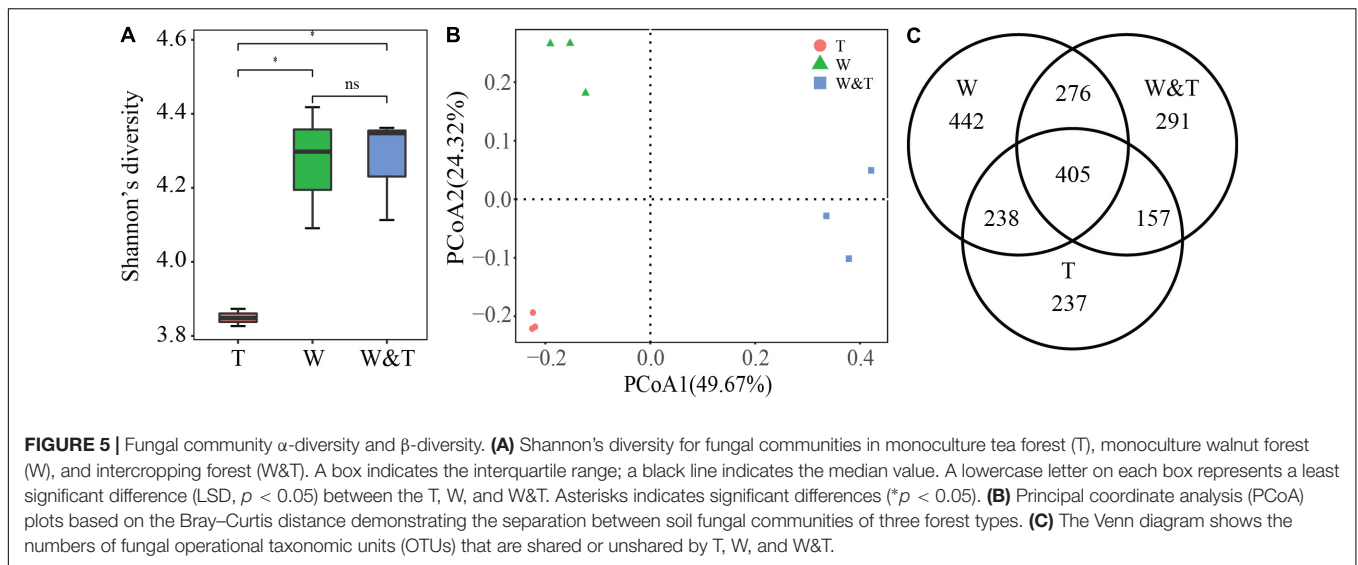 A
4.6
4.4
4.2
4.0
3.8
Shannon's diversity
*
*
ns
T W W&T
B
T
W
W&T
0.2
0.1
0.0
−0.1
−0.2
PCoA2(24.32%)
−0.2 0.0 0.2 0.4
PCoA1(49.67%)
C
W
442
276
W&T
291
405
238
157
T
237
FIGURE 5 | Fungal community α-diversity and β-diversity. (A) Shannon's diversity for fungal communities in monoculture tea forest (T), monoculture walnut forest
(W), and intercropping forest (W&T). A box indicates the interquartile range; a black line indicates the median value. A lowercase letter on each box represents a least
significant difference (LSD, p < 0.05) between the T, W, and W&T. Asterisks indicates significant differences (*p < 0.05). (B) Principal coordinate analysis (PCoA)
plots based on the Bray–Curtis distance demonstrating the separation between soil fungal communities of three forest types. (C) The Venn diagram shows the
numbers of fungal operational taxonomic units (OTUs) that are shared or unshared by T, W, and W&T.